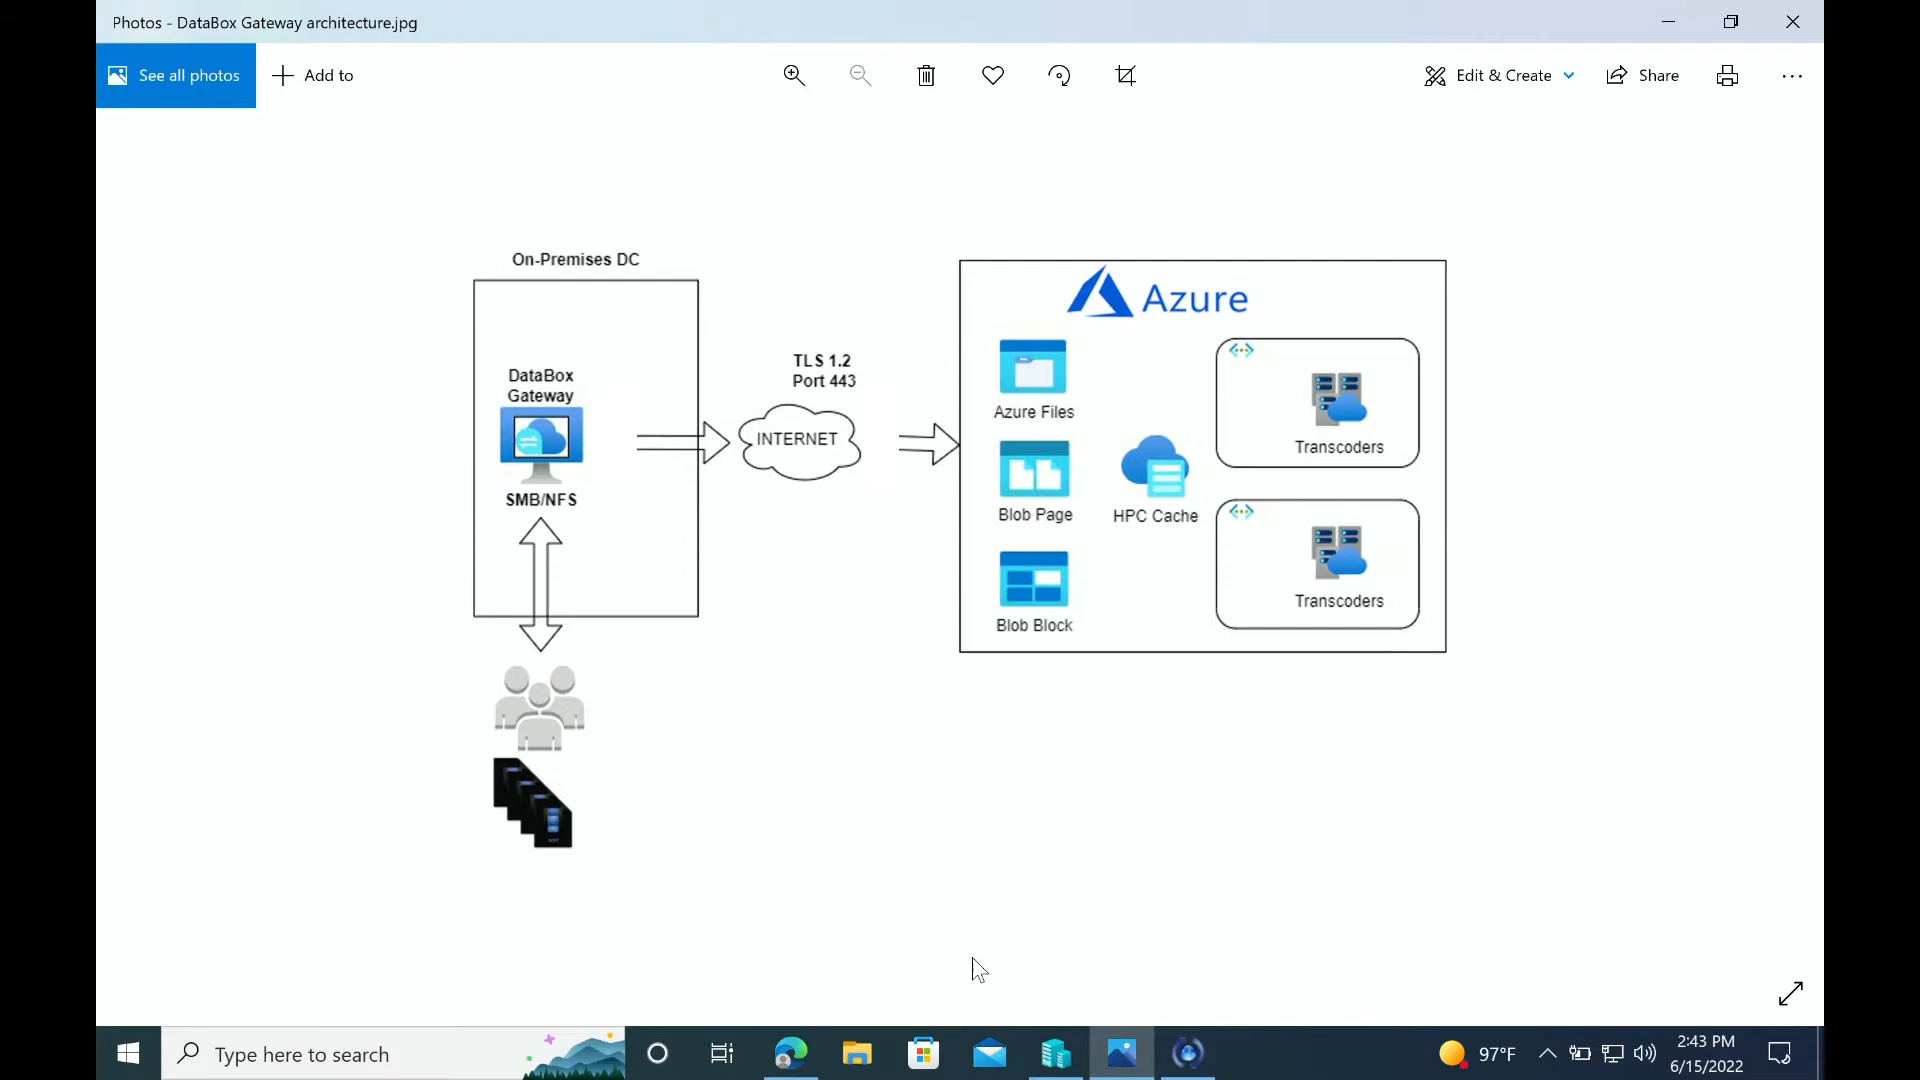 Photos - DataBox Gateway architecture.jpg
See all photos
Add to
Edit & Create
Share
On-Premises DC
DataBox
Gateway
SMB/NFS
TLS 1.2
Port 443
INTERNET
Azure
Azure Files
Blob Page
Blob Block
HPC Cache
Transcoders
Transcoders
Type here to search
97°F
2:43 PM
6/15/2022